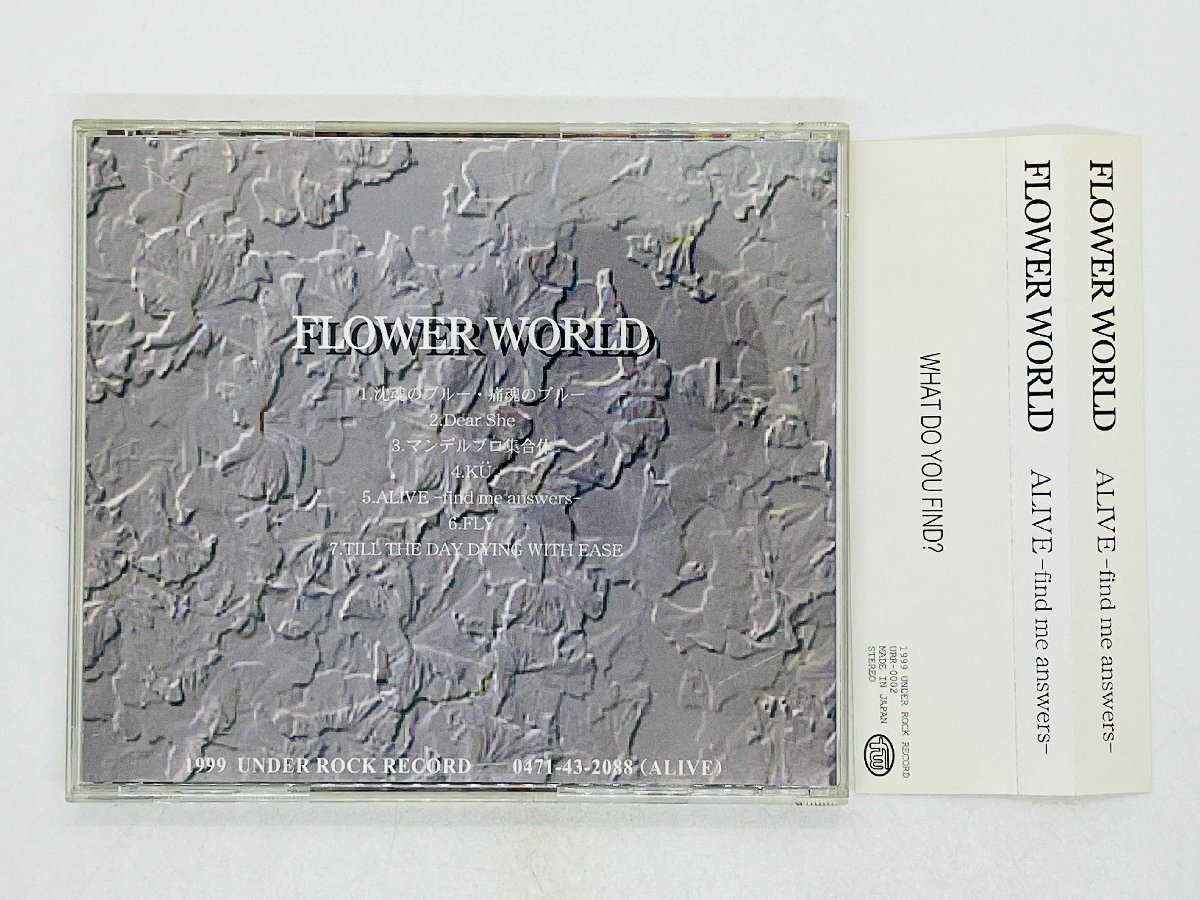 FLOWER WORLD
1.沈魂のブルー・痛魂のブルー
2.Dear She
3.マンデルブロ集合体
4.KÜ
5.ALIVE -find me answers-
6.FLY
7.TILL THE DAY DYING WITH EASE
1999 UNDER ROCK RECORD 0471-43-2088 (ALIVE)
FLOWER WORLD ALIVE -find me answers-
FLOWER WORLD ALIVE -find me answers-
WHAT DO YOU FIND?
1999 UNDER ROCK RECORD
URR-0002
MADE IN JAPAN
STEREO
fw